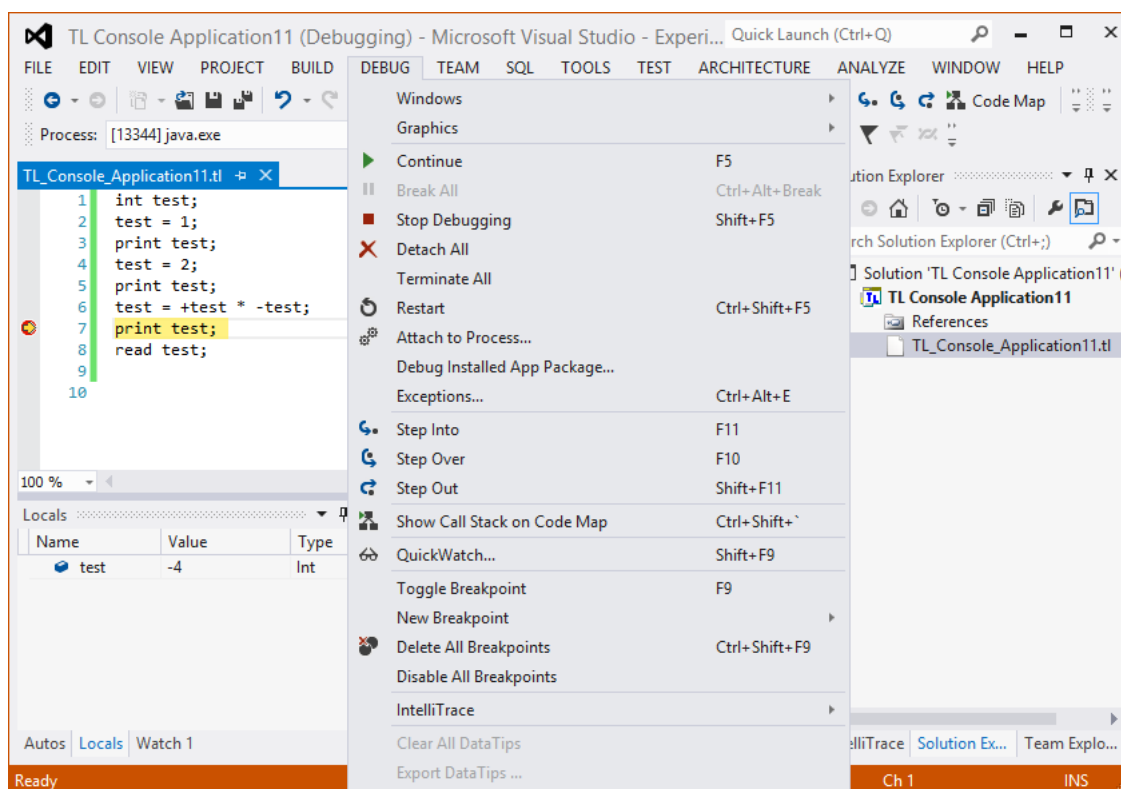 TL Console Application11 (Debugging) - Microsoft Visual Studio - Experi... Quick Launch (Ctrl+Q)
FILE EDIT VIEW PROJECT BUILD DEBUG TEAM SQL TOOLS TEST ARCHITECTURE ANALYZE WINDOW HELP
Code Map
Process: [13344] java.exe
TL_Console_Application11.tl
1 int test;
2 test = 1;
3 print test;
4 test = 2;
5 print test;
6 test = +test * -test;
7 print test;
8 read test;
9
10
100 %
Locals
Name Value Type
test -4 Int
Autos Locals Watch 1
Ready
Windows
Graphics
Continue F5
Break All Ctrl+Alt+Break
Stop Debugging Shift+F5
Detach All
Terminate All
Restart Ctrl+Shift+F5
Attach to Process...
Debug Installed App Package...
Exceptions... Ctrl+Alt+E
Step Into F11
Step Over F10
Step Out Shift+F11
Show Call Stack on Code Map Ctrl+Shift+`
QuickWatch... Shift+F9
Toggle Breakpoint F9
New Breakpoint
Delete All Breakpoints Ctrl+Shift+F9
Disable All Breakpoints
IntelliTrace
Clear All DataTips
Export DataTips ...
ution Explorer
rch Solution Explorer (Ctrl+;)
Solution 'TL Console Application11' (
TL Console Application11
References
TL_Console_Application11.tl
elliTrace Solution Ex... Team Explo...
Ch 1 INS